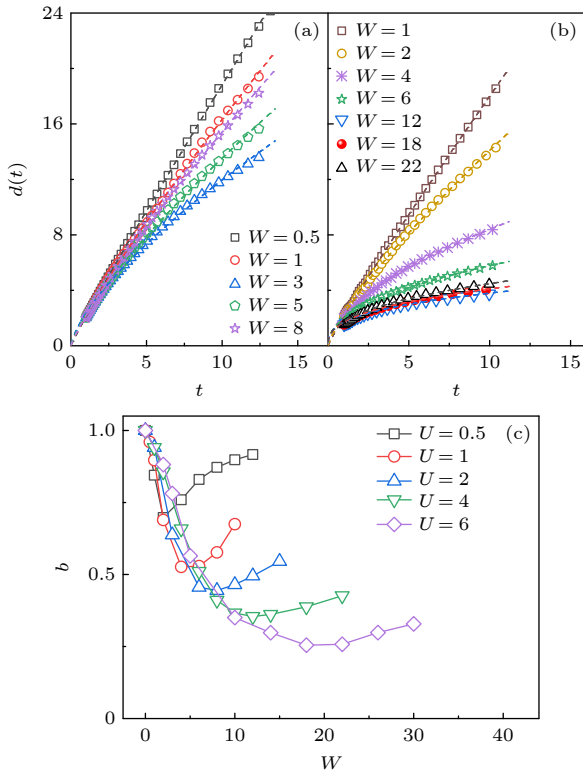 24
16
8
0
d(t)
0
5
10
15
t
(a)
W = 0.5
W = 1
W = 3
W = 5
W = 8
(b)
W = 1
W = 2
W = 4
W = 6
W = 12
W = 18
W = 22
0
5
10
15
t
(c)
1.0
0.5
0
b
0
10
20
30
40
W
U = 0.5
U = 1
U = 2
U = 4
U = 6